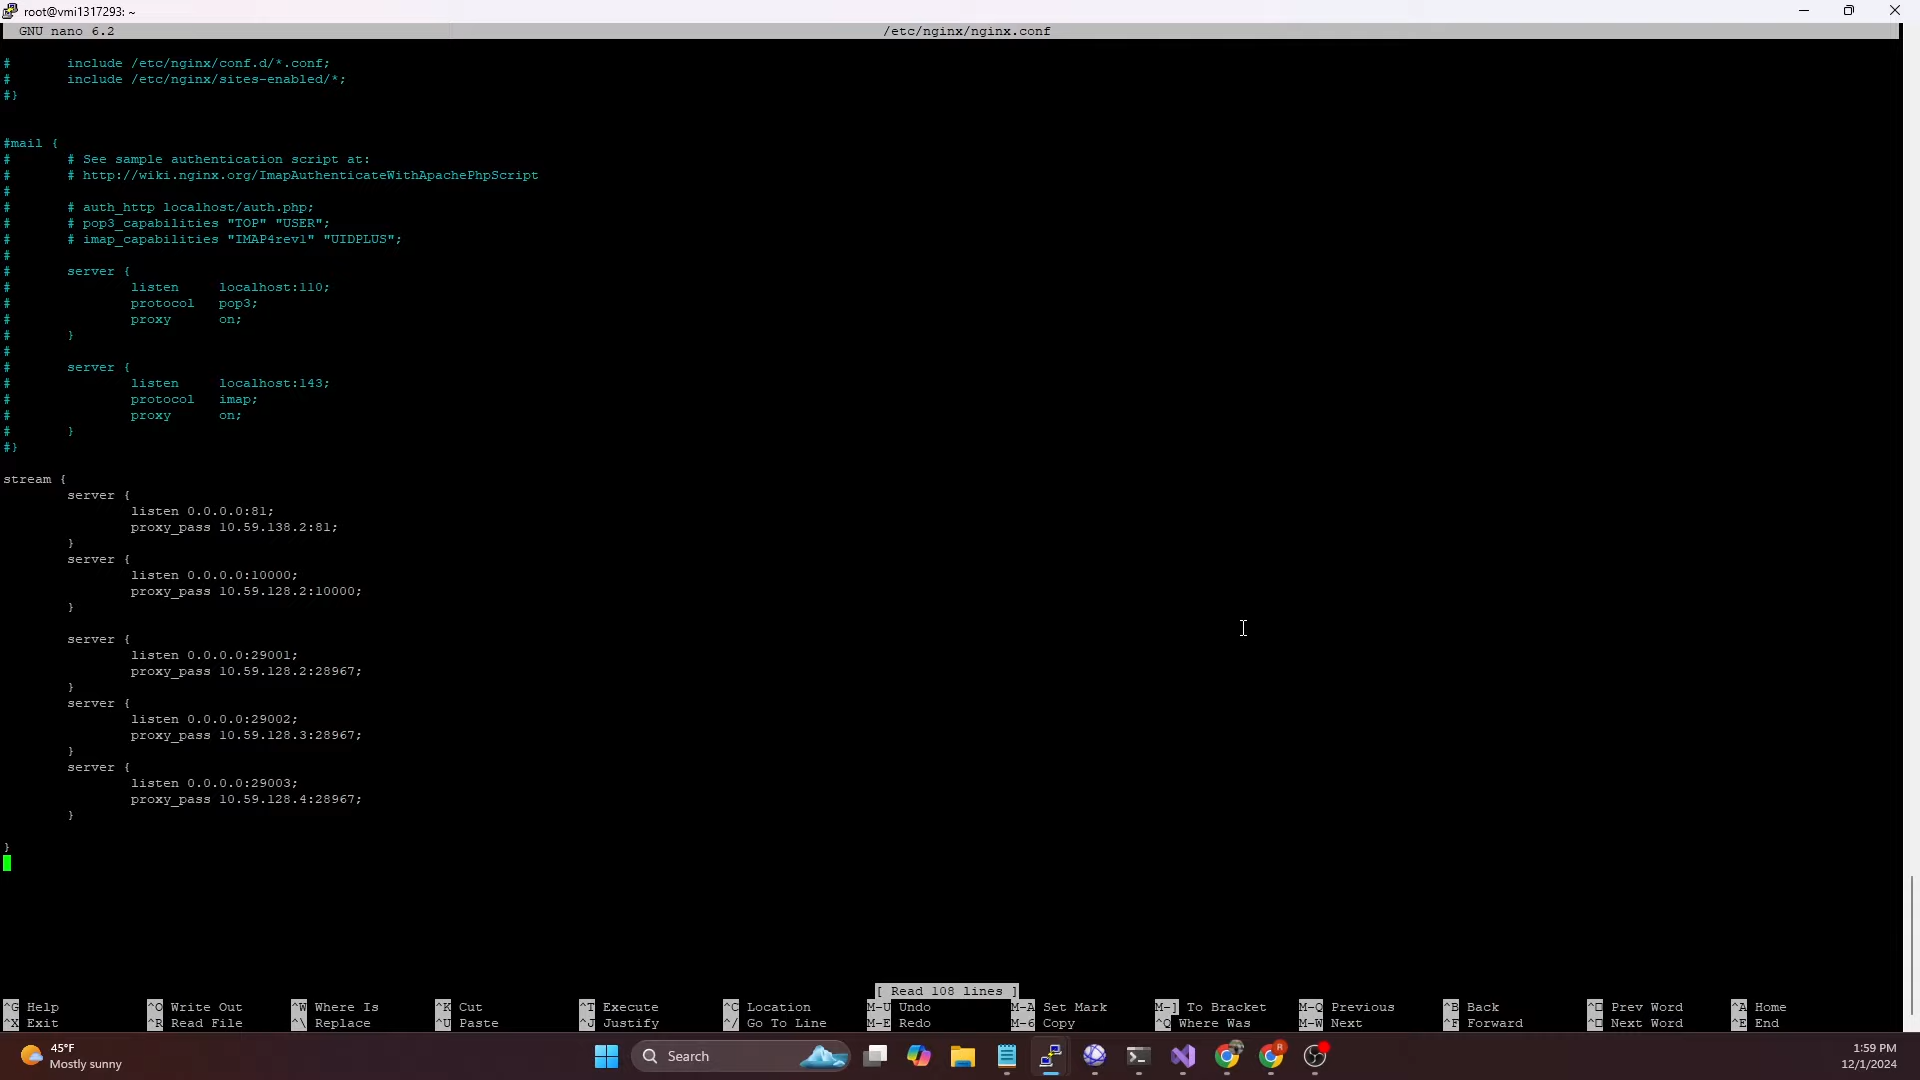 root@vmi1317293: ~
GNU nano 6.2 /etc/nginx/nginx.conf
# include /etc/nginx/conf.d/*.conf;
# include /etc/nginx/sites-enabled/*;
#}
#mail {
# # See sample authentication script at:
# # http://wiki.nginx.org/ImapAuthenticateWithApachePhpScript
#
# # auth_http localhost/auth.php;
# # pop3_capabilities "TOP" "USER";
# # imap_capabilities "IMAP4rev1" "UIDPLUS";
#
# server {
# listen localhost:110;
# protocol pop3;
# proxy on;
# }
#
# server {
# listen localhost:143;
# protocol imap;
# proxy on;
# }
#}
stream {
server {
listen 0.0.0.0:81;
proxy_pass 10.59.138.2:81;
}
server {
listen 0.0.0.0:10000;
proxy_pass 10.59.128.2:10000;
}
server {
listen 0.0.0.0:29001;
proxy_pass 10.59.128.2:28967;
}
server {
listen 0.0.0.0:29002;
proxy_pass 10.59.128.3:28967;
}
server {
listen 0.0.0.0:29003;
proxy_pass 10.59.128.4:28967;
}
}
[ Read 108 lines ]
^G Help ^O Write Out ^W Where Is ^K Cut ^T Execute ^C Location M-U Undo M-A Set Mark M-] To Bracket M-Q Previous ^B Back ^□ Prev Word ^A Home
^X Exit ^R Read File ^\ Replace ^U Paste ^J Justify ^/ Go To Line M-E Redo M-6 Copy ^Q Where Was M-W Next ^F Forward ^□ Next Word ^E End
45°F
Mostly sunny
Search
R
1:59 PM
12/1/2024